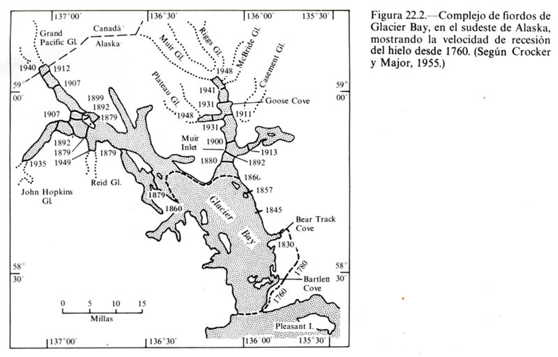 137°00'
136°30'
136°00'
135°30'
Canadá
Alaska
Grand
Pacific Gl.
Muir Gl.
Riggs Gl.
McBride Gl.
Casement Gl.
Plateau Gl.
1940
1912
1907
1948
1941
1931
Goose Cove
59
00'
59
00'
1899
1892
1879
1907
1948
1931
1911
1900
Muir
Inlet
1913
1892
1879
1949
1879
1880
1892
1935
John Hopkins
Gl.
Reid Gl.
1879
1860
1860
1857
1845
Glacier
Bay
Bear Track
Cove
1830
1780
1760
Bartlett
Cove
58
30'
58
30'
0 5 10 15
Millas
Pleasant I.
137°00'
136°30'
136°00'
135°30'
Figura 22.2.—Complejo de fiordos de
Glacier Bay, en el sudeste de Alaska,
mostrando la velocidad de recesión
del hielo desde 1760. (Según Crocker
y Major, 1955.)